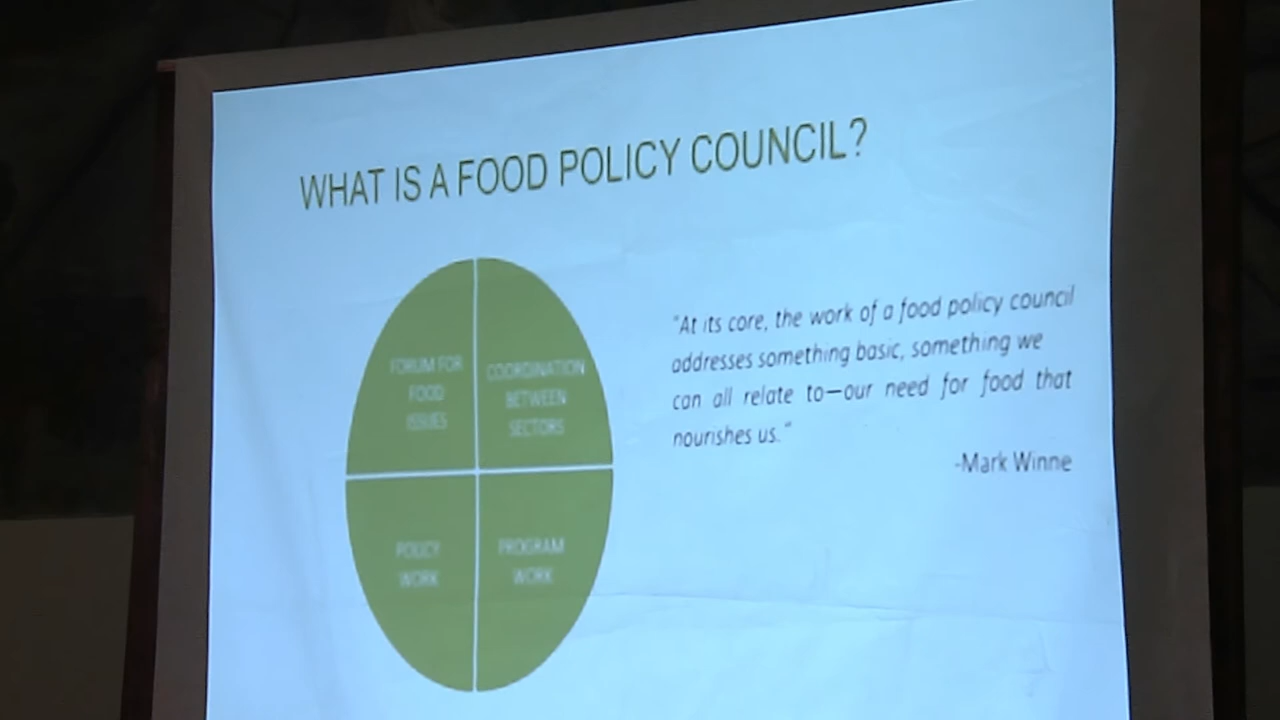 WHAT IS A FOOD POLICY COUNCIL?
FORUM FOR
FOOD
ISSUES
COORDINATION
BETWEEN
SECTORS
POLICY
WORK
PROGRAM
WORK
"At its core, the work of a food policy council
addresses something basic, something we
can all relate to—our need for food that
nourishes us."
-Mark Winne